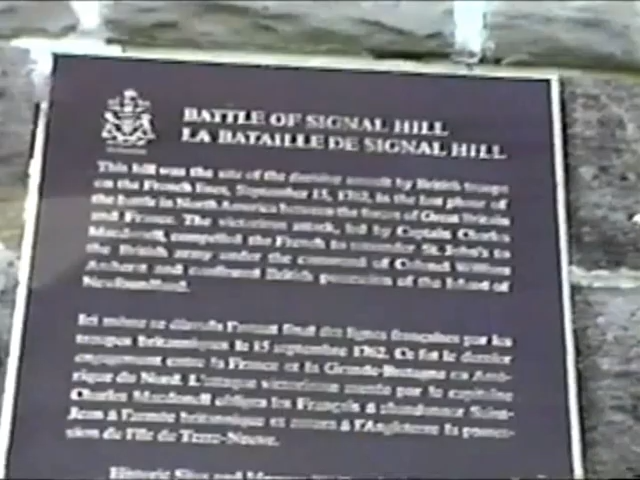 BATTLE OF SIGNAL HILL
LA BATAILLE DE SIGNAL HILL
This hill was the site of the decisive assault by British troops
on the French lines, September 15, 1762, in the last phase of
the battle in North America between the forces of Great Britain
and France. The victorious attack, led by Captain Charles
Macdonell, compelled the French to surrender St. John's to
the British army under the command of Colonel William
Amherst and confirmed British possession of the Island of
Newfoundland.
Ici même se déroula l'assaut final des lignes françaises par les
troupes britanniques le 15 septembre 1762. Ce fut le dernier
engagement entre la France et la Grande-Bretagne en Amé-
rique du Nord. L'attaque victorieuse menée par le capitaine
Charles Macdonell obligea les Français à abandonner Saint-
Jean à l'armée britannique et assura à l'Angleterre la posses-
sion de l'île de Terre-Neuve.
Historic Sites and